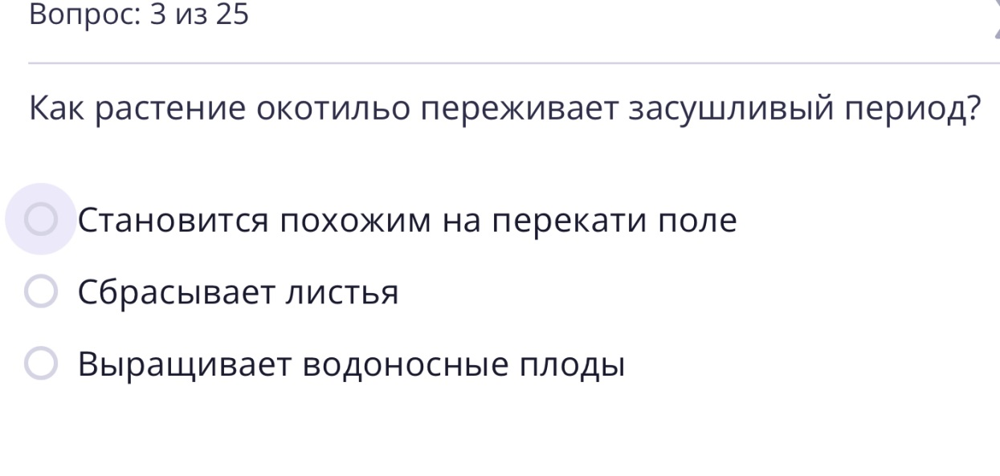 Вопрос: 3 из 25
Как растение окотильо переживает засушливый период?
Становится похожим на перекати поле
Сбрасывает листья
Выращивает водоносные плоды